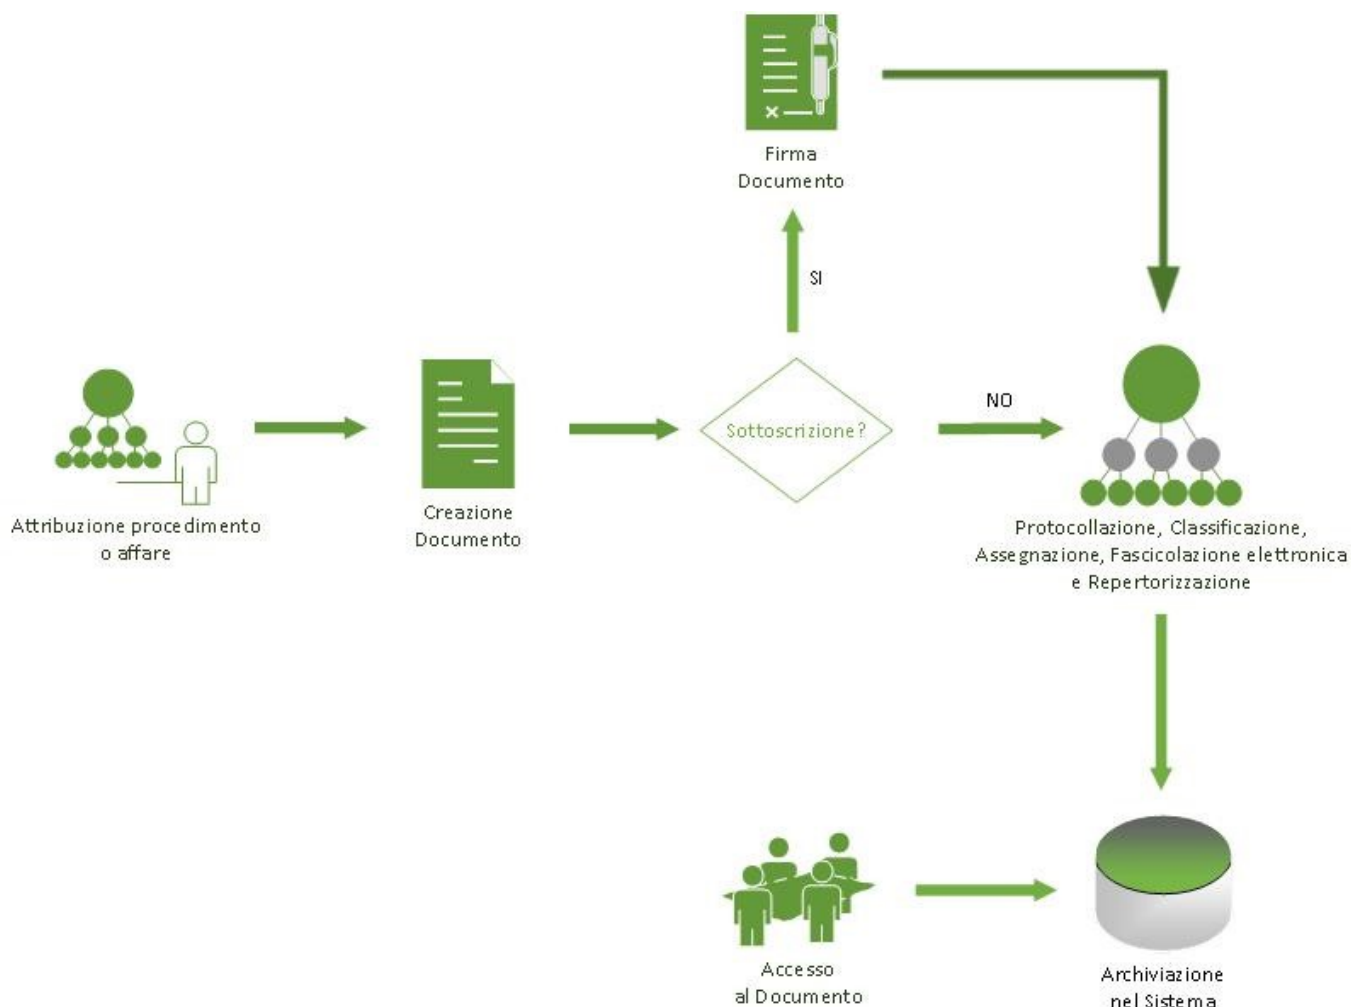 Firma
Documento
SI
Sottoscrizione?
NO
Attribuzione procedimento
o affare
Creazione
Documento
Protocollazione, Classificazione,
Assegnazione, Fascicolazione elettronica
e Repertorizzazione
Accesso
al Documento
Archiviazione
nel Sistema